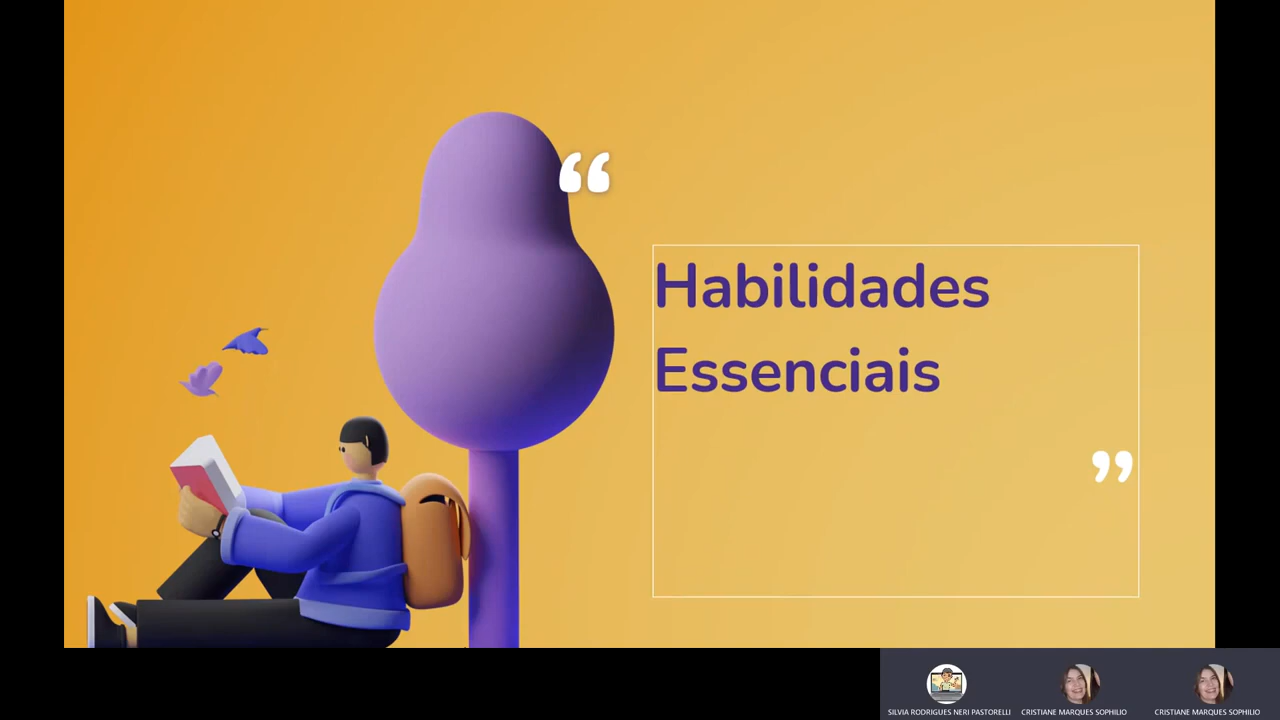 “
Habilidades
Essenciais
”
SILVIA RODRIGUES NERI PASTORELLI
CRISTIANE MARQUES SOPHILIO
CRISTIANE MARQUES SOPHILIO